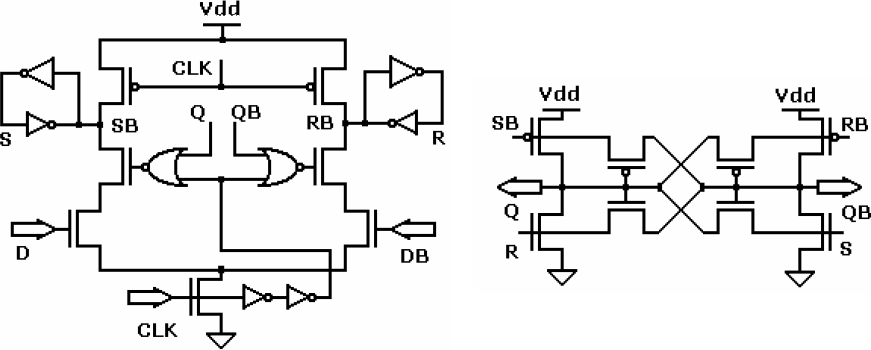 Vdd
CLK
Q QB
S SB RB R
D DB
CLK
Vdd Vdd
SB RB
Q QB
R S